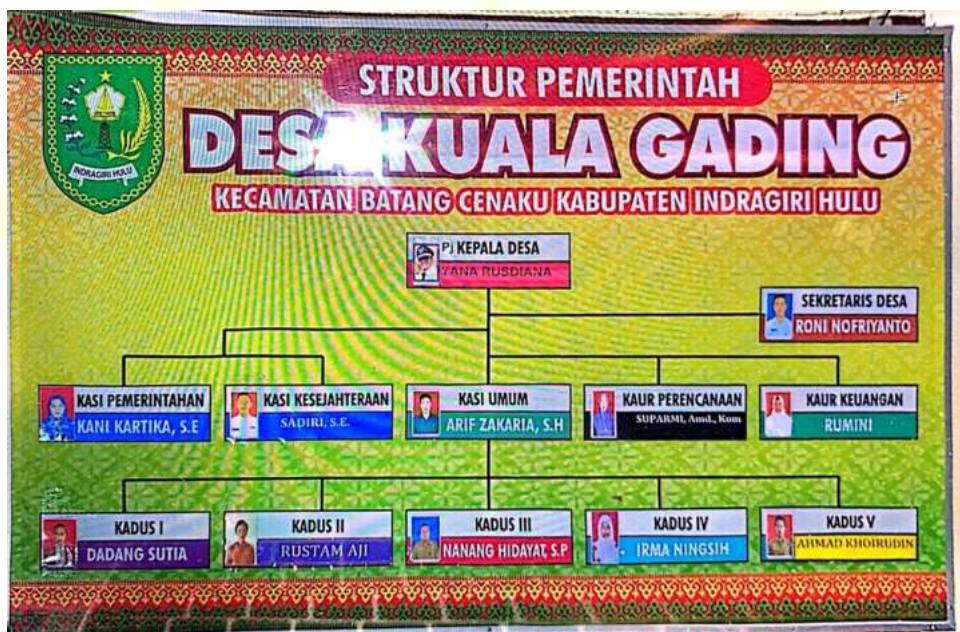 STRUKTUR PEMERINTAH
DESA KUALA GADING
KECAMATAN BATANG CENAKU KABUPATEN INDRAGIRI HULU
INDRAGIRI HULU
Pj KEPALA DESA
YANA RUSDIANA
SEKRETARIS DESA
RONI NOFRIYANTO
KASI PEMERINTAHAN
KANI KARTIKA, S.E
KASI KESEJAHTERAAN
SADIRI, S.E.
KASI UMUM
ARIF ZAKARIA, S.H
KAUR PERENCANAAN
SUPARMI, Amd., Kom
KAUR KEUANGAN
RUMINI
KADUS I
DADANG SUTIA
KADUS II
RUSTAM AJI
KADUS III
NANANG HIDAYAT, S.P
KADUS IV
IRMA NINGSIH
KADUS V
AHMAD KHOIRUDIN